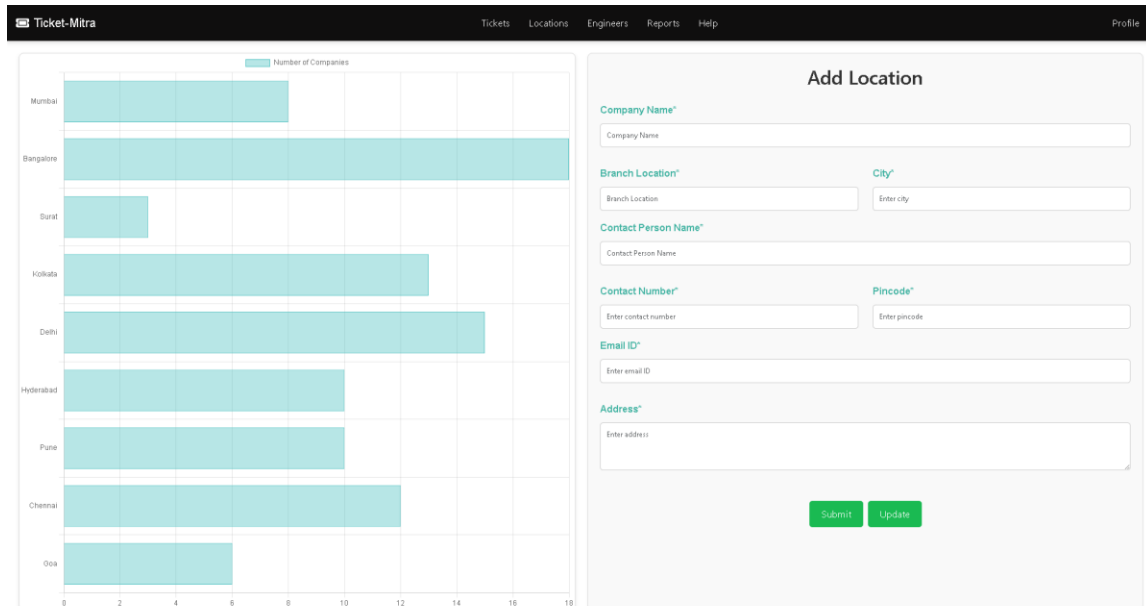 Ticket-Mitra
Tickets Locations Engineers Reports Help
Profile
Number of Companies
Mumbai
Bangalore
Surat
Kolkata
Delhi
Hyderabad
Pune
Chennai
Goa
0 2 4 6 8 10 12 14 16 18
Add Location
Company Name*
Company Name
Branch Location* City*
Branch Location Enter city
Contact Person Name*
Contact Person Name
Contact Number* Pincode*
Enter contact number Enter pincode
Email ID*
Enter email ID
Address*
Enter address
Submit Update